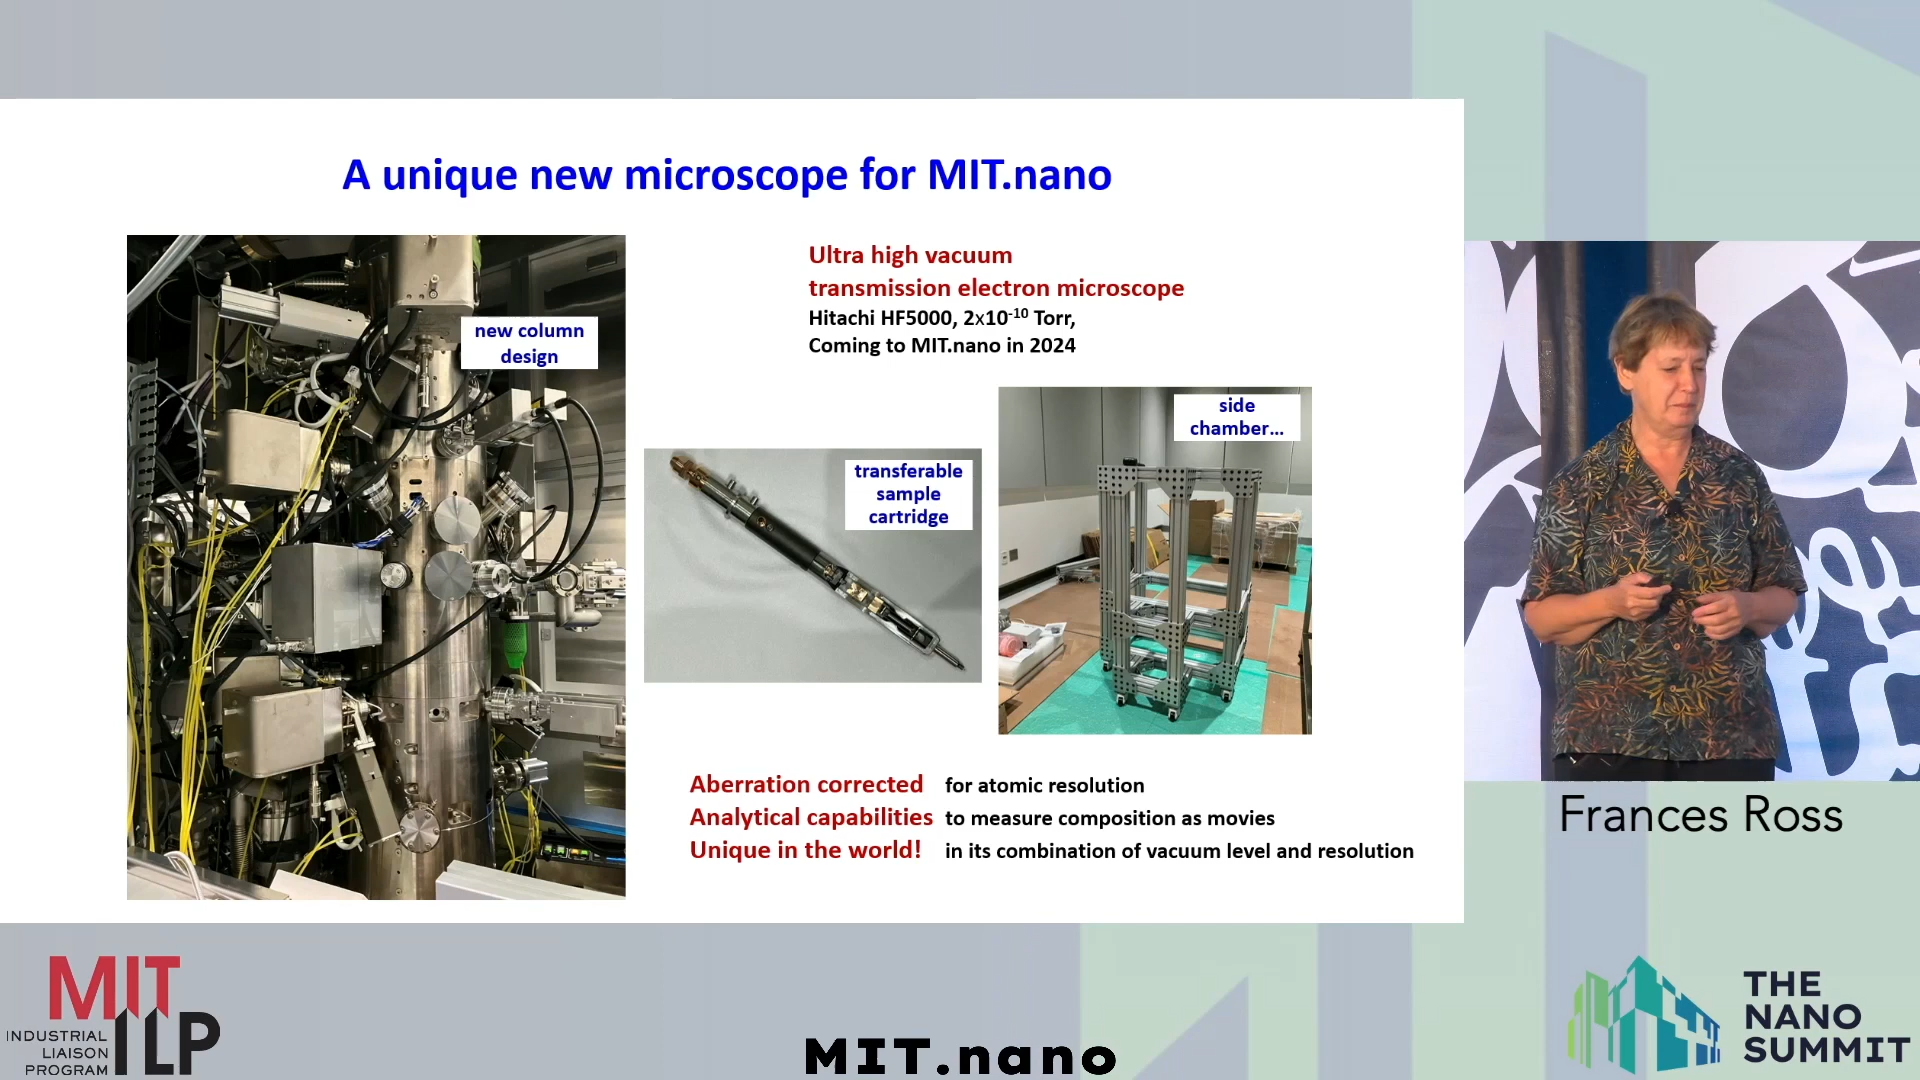 A unique new microscope for MIT.nano
new column
design
Ultra high vacuum
transmission electron microscope
Hitachi HF5000, 2x10⁻¹⁰ Torr,
Coming to MIT.nano in 2024
transferable
sample
cartridge
side
chamber...
Aberration corrected for atomic resolution
Analytical capabilities to measure composition as movies
Unique in the world! in its combination of vacuum level and resolution
Frances Ross
MIT
ILP
INDUSTRIAL
LIAISON
PROGRAM
MIT.nano
THE
NANO
SUMMIT